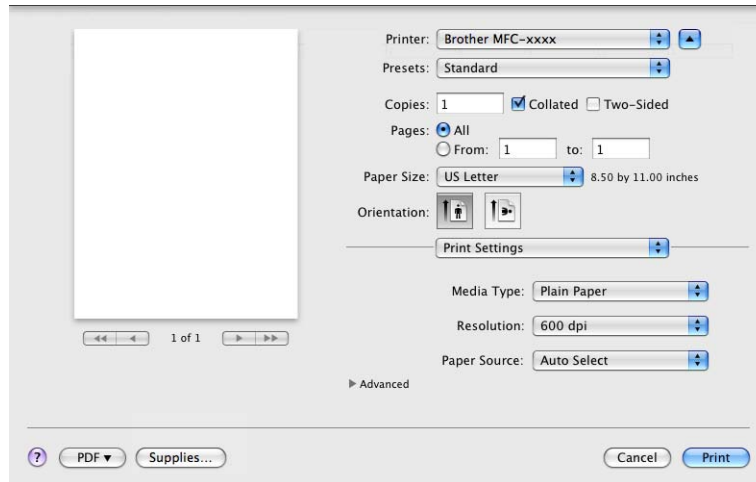 Printer: Brother MFC-xxxx
Presets: Standard
Copies: 1 Collated Two-Sided
Pages: All
From: 1 to: 1
Paper Size: US Letter 8.50 by 11.00 inches
Orientation:
Print Settings
Media Type: Plain Paper
Resolution: 600 dpi
Paper Source: Auto Select
Advanced
1 of 1
? PDF▼ Supplies... Cancel Print